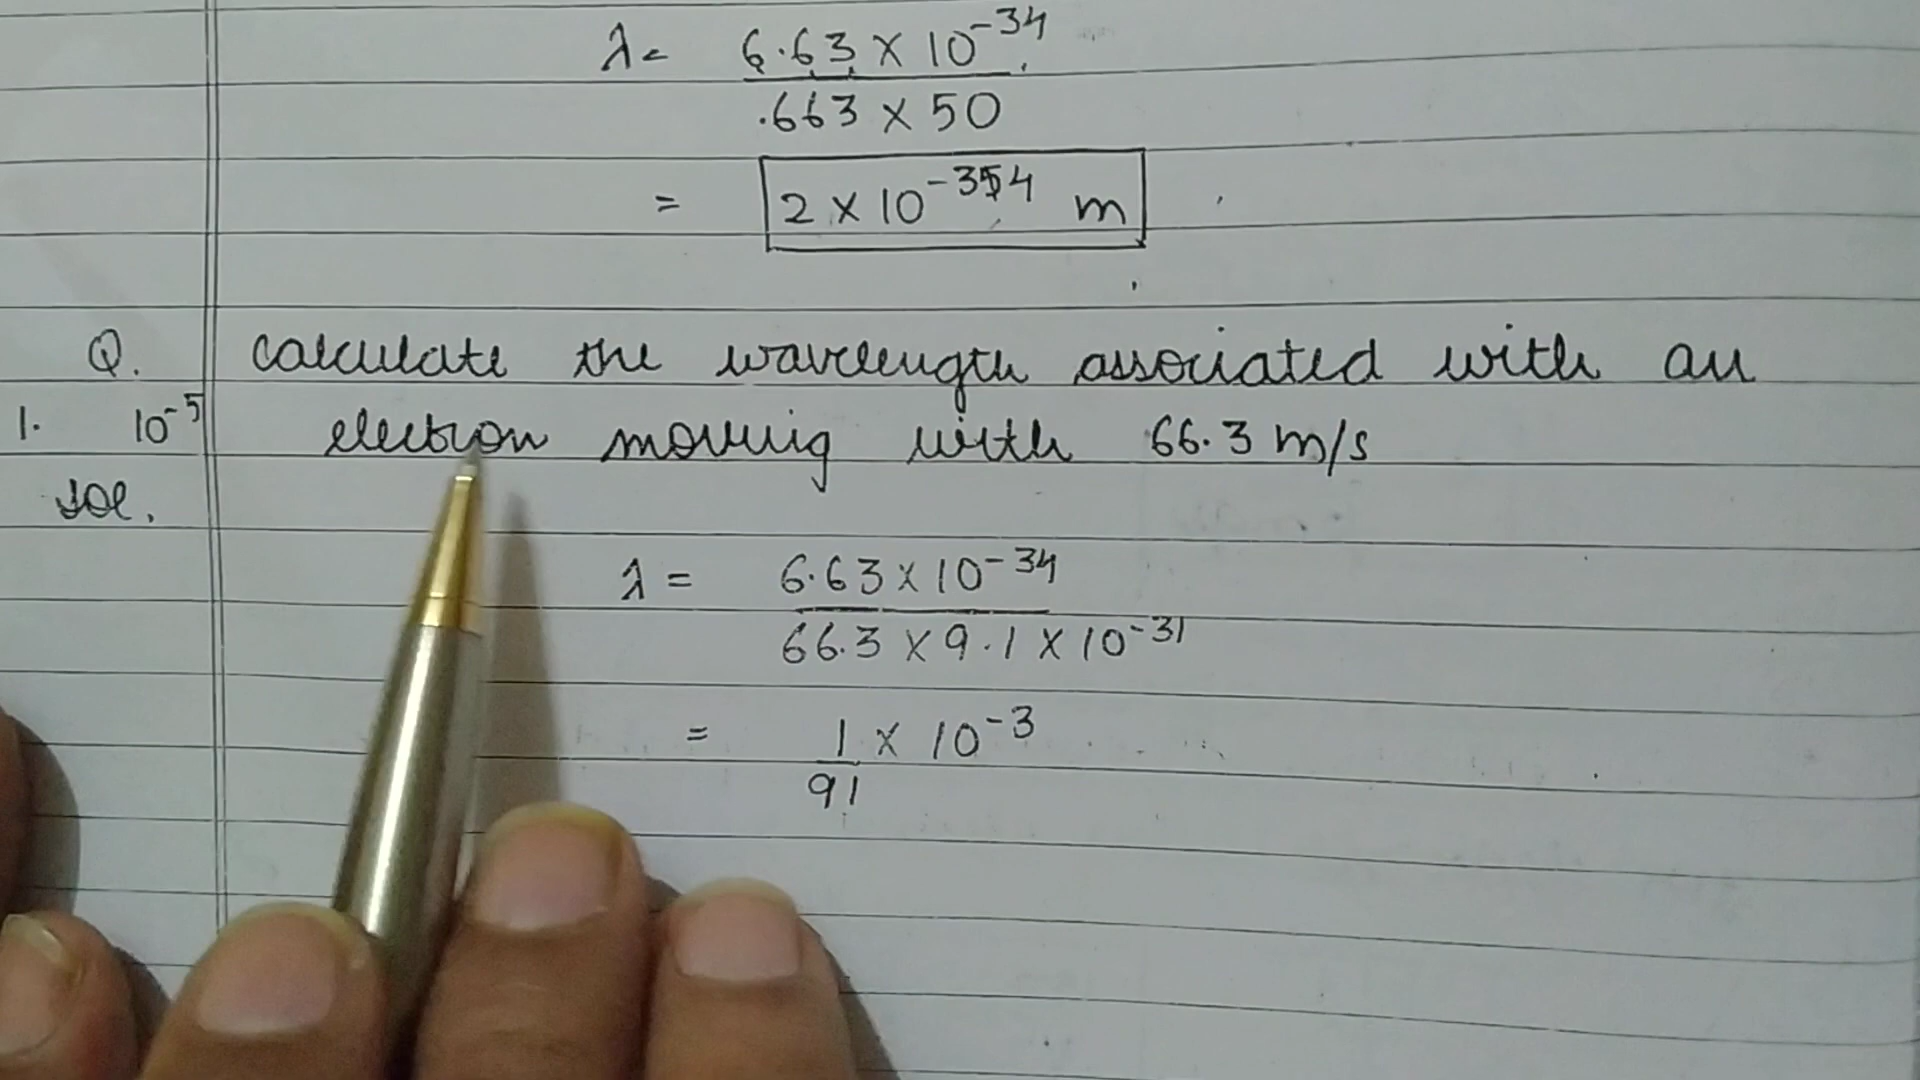 λ = 6.63 × 10⁻³⁴
.663 × 50
= 2 × 10⁻³⁴ m
Q. calculate the wavelength associated with an
1. 10⁻⁵ electron moving with 66.3 m/s
sol.
λ = 6.63 × 10⁻³⁴
66.3 × 9.1 × 10⁻³¹
= 1 × 10⁻³
91